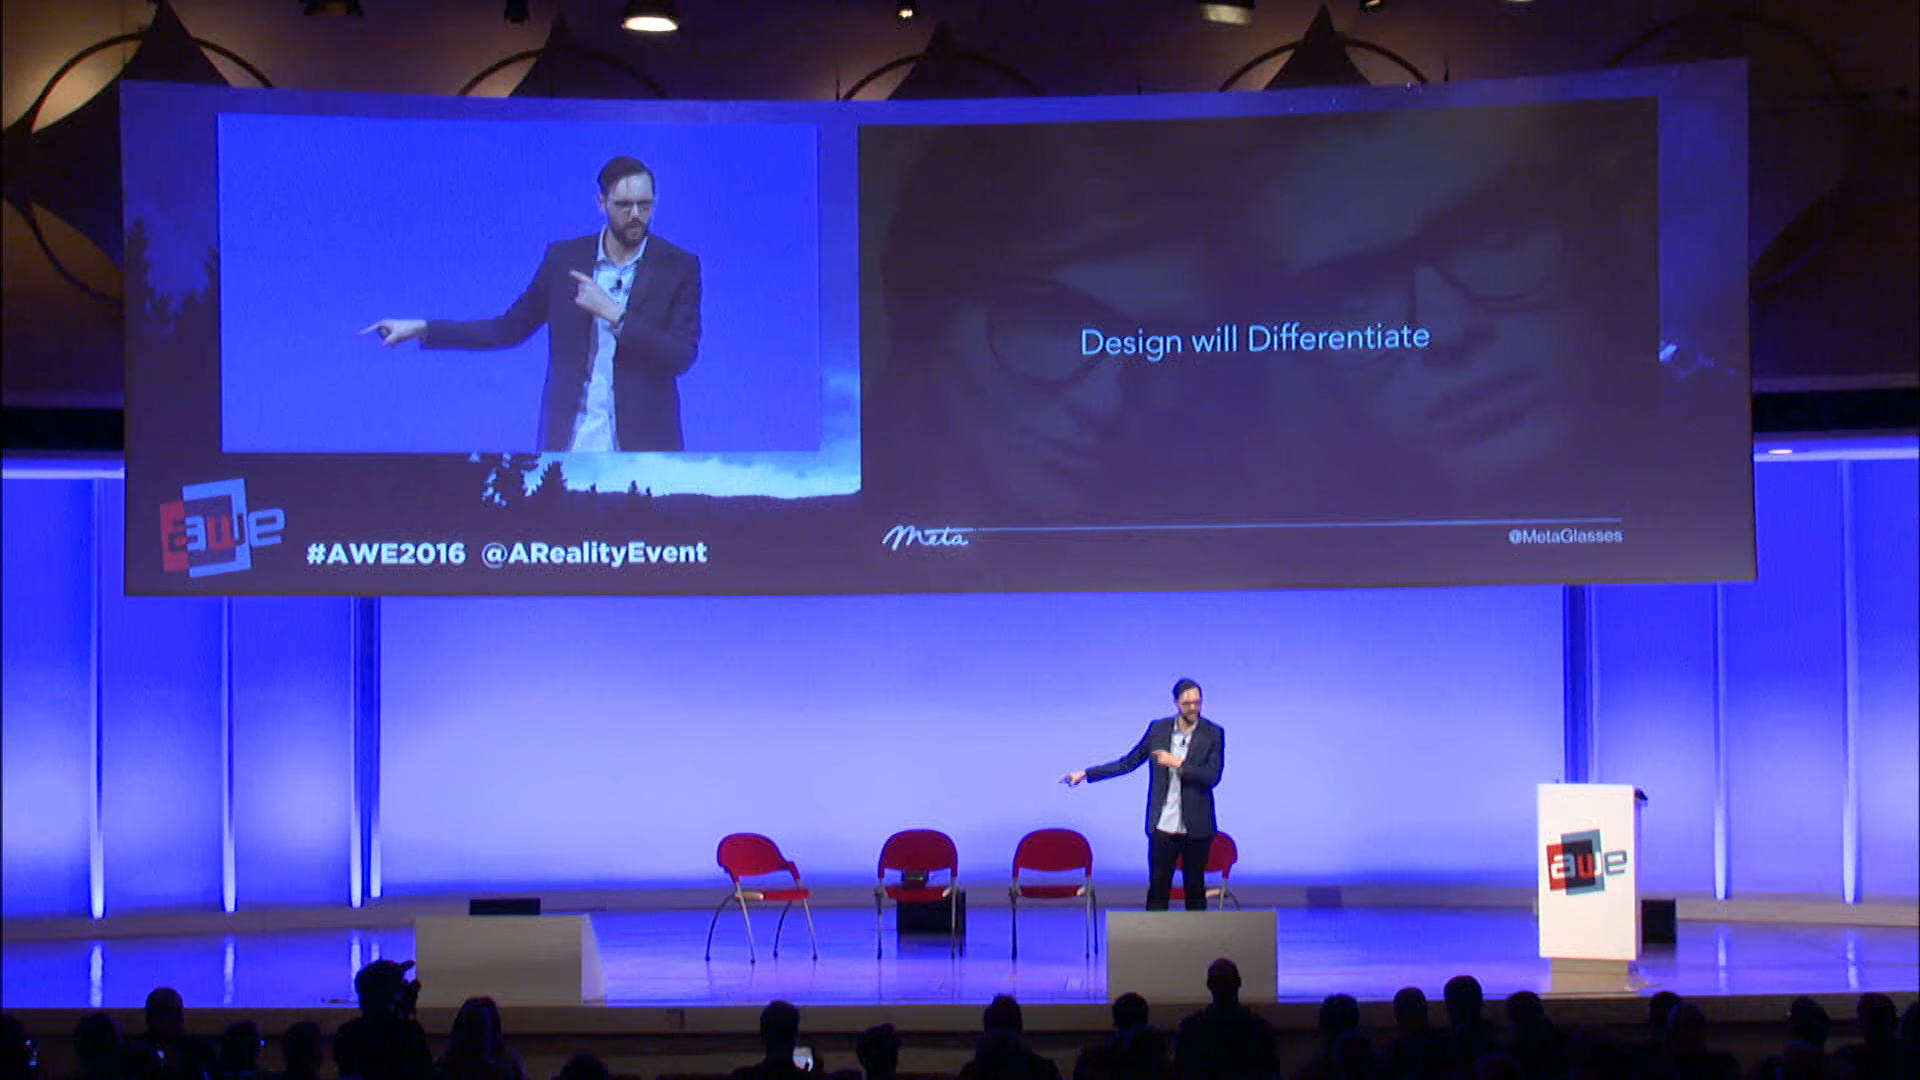 Design will Differentiate
Meta
@MetaGlasses
awe
#AWE2016 @ARealityEvent
awe